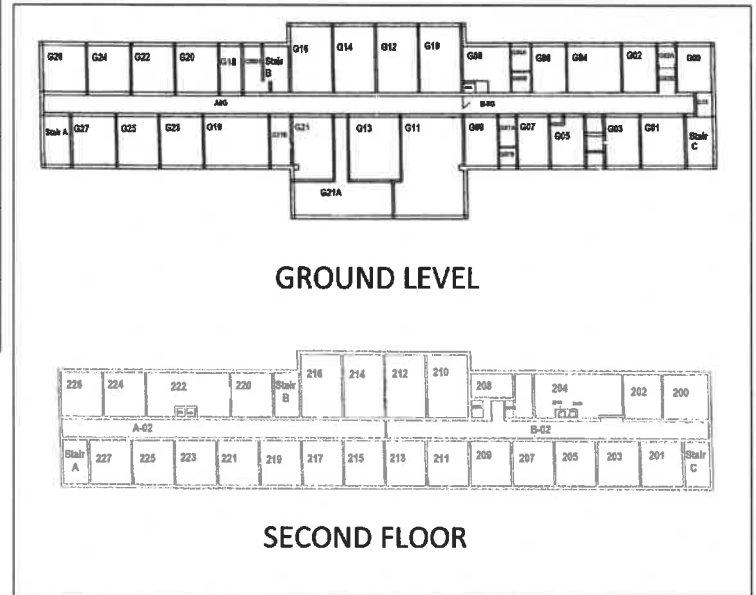 G26 G24 G22 G20 G18 Stair B G16 G14 G12 G10 G08 G06 G04 G02 G00
Stair A G27 G25 G23 G19 G21 G13 G11 G09 G07 G05 G03 G01 Stair C
G21A
GROUND LEVEL
226 224 222 220 Stair B 216 214 212 210 208 204 202 200
A-02 B-02
Stair A 227 225 223 221 219 217 215 213 211 209 207 205 203 201 Stair C
SECOND FLOOR